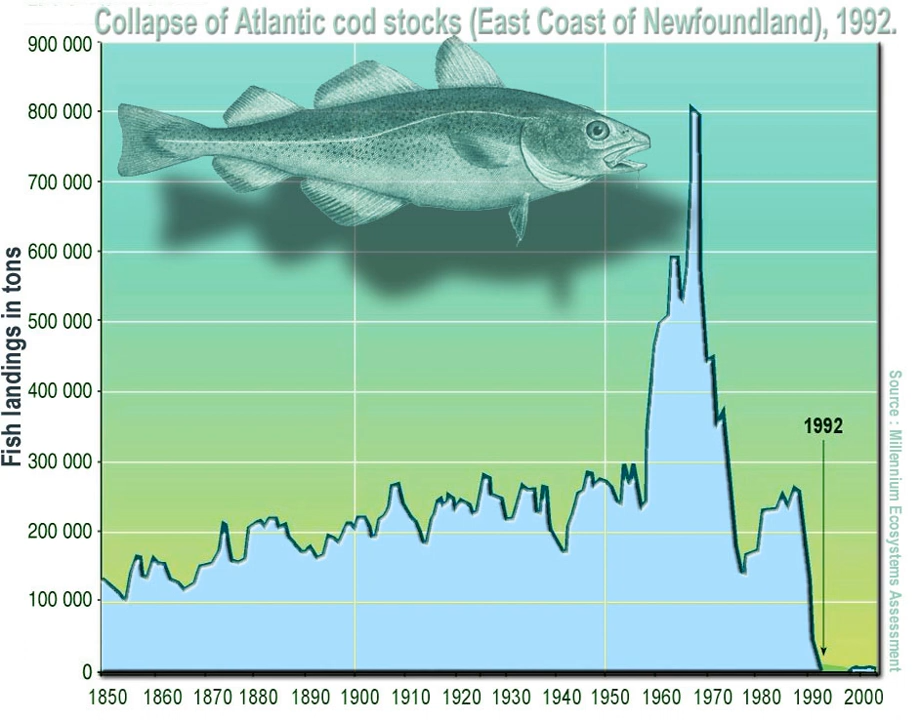 Collapse of Atlantic cod stocks (East Coast of Newfoundland), 1992.
Fish landings in tons
900 000
800 000
700 000
600 000
500 000
400 000
300 000
200 000
100 000
0
1992
Source : Millennium Ecosystems Assessment
1850 1860 1870 1880 1890 1900 1910 1920 1930 1940 1950 1960 1970 1980 1990 2000